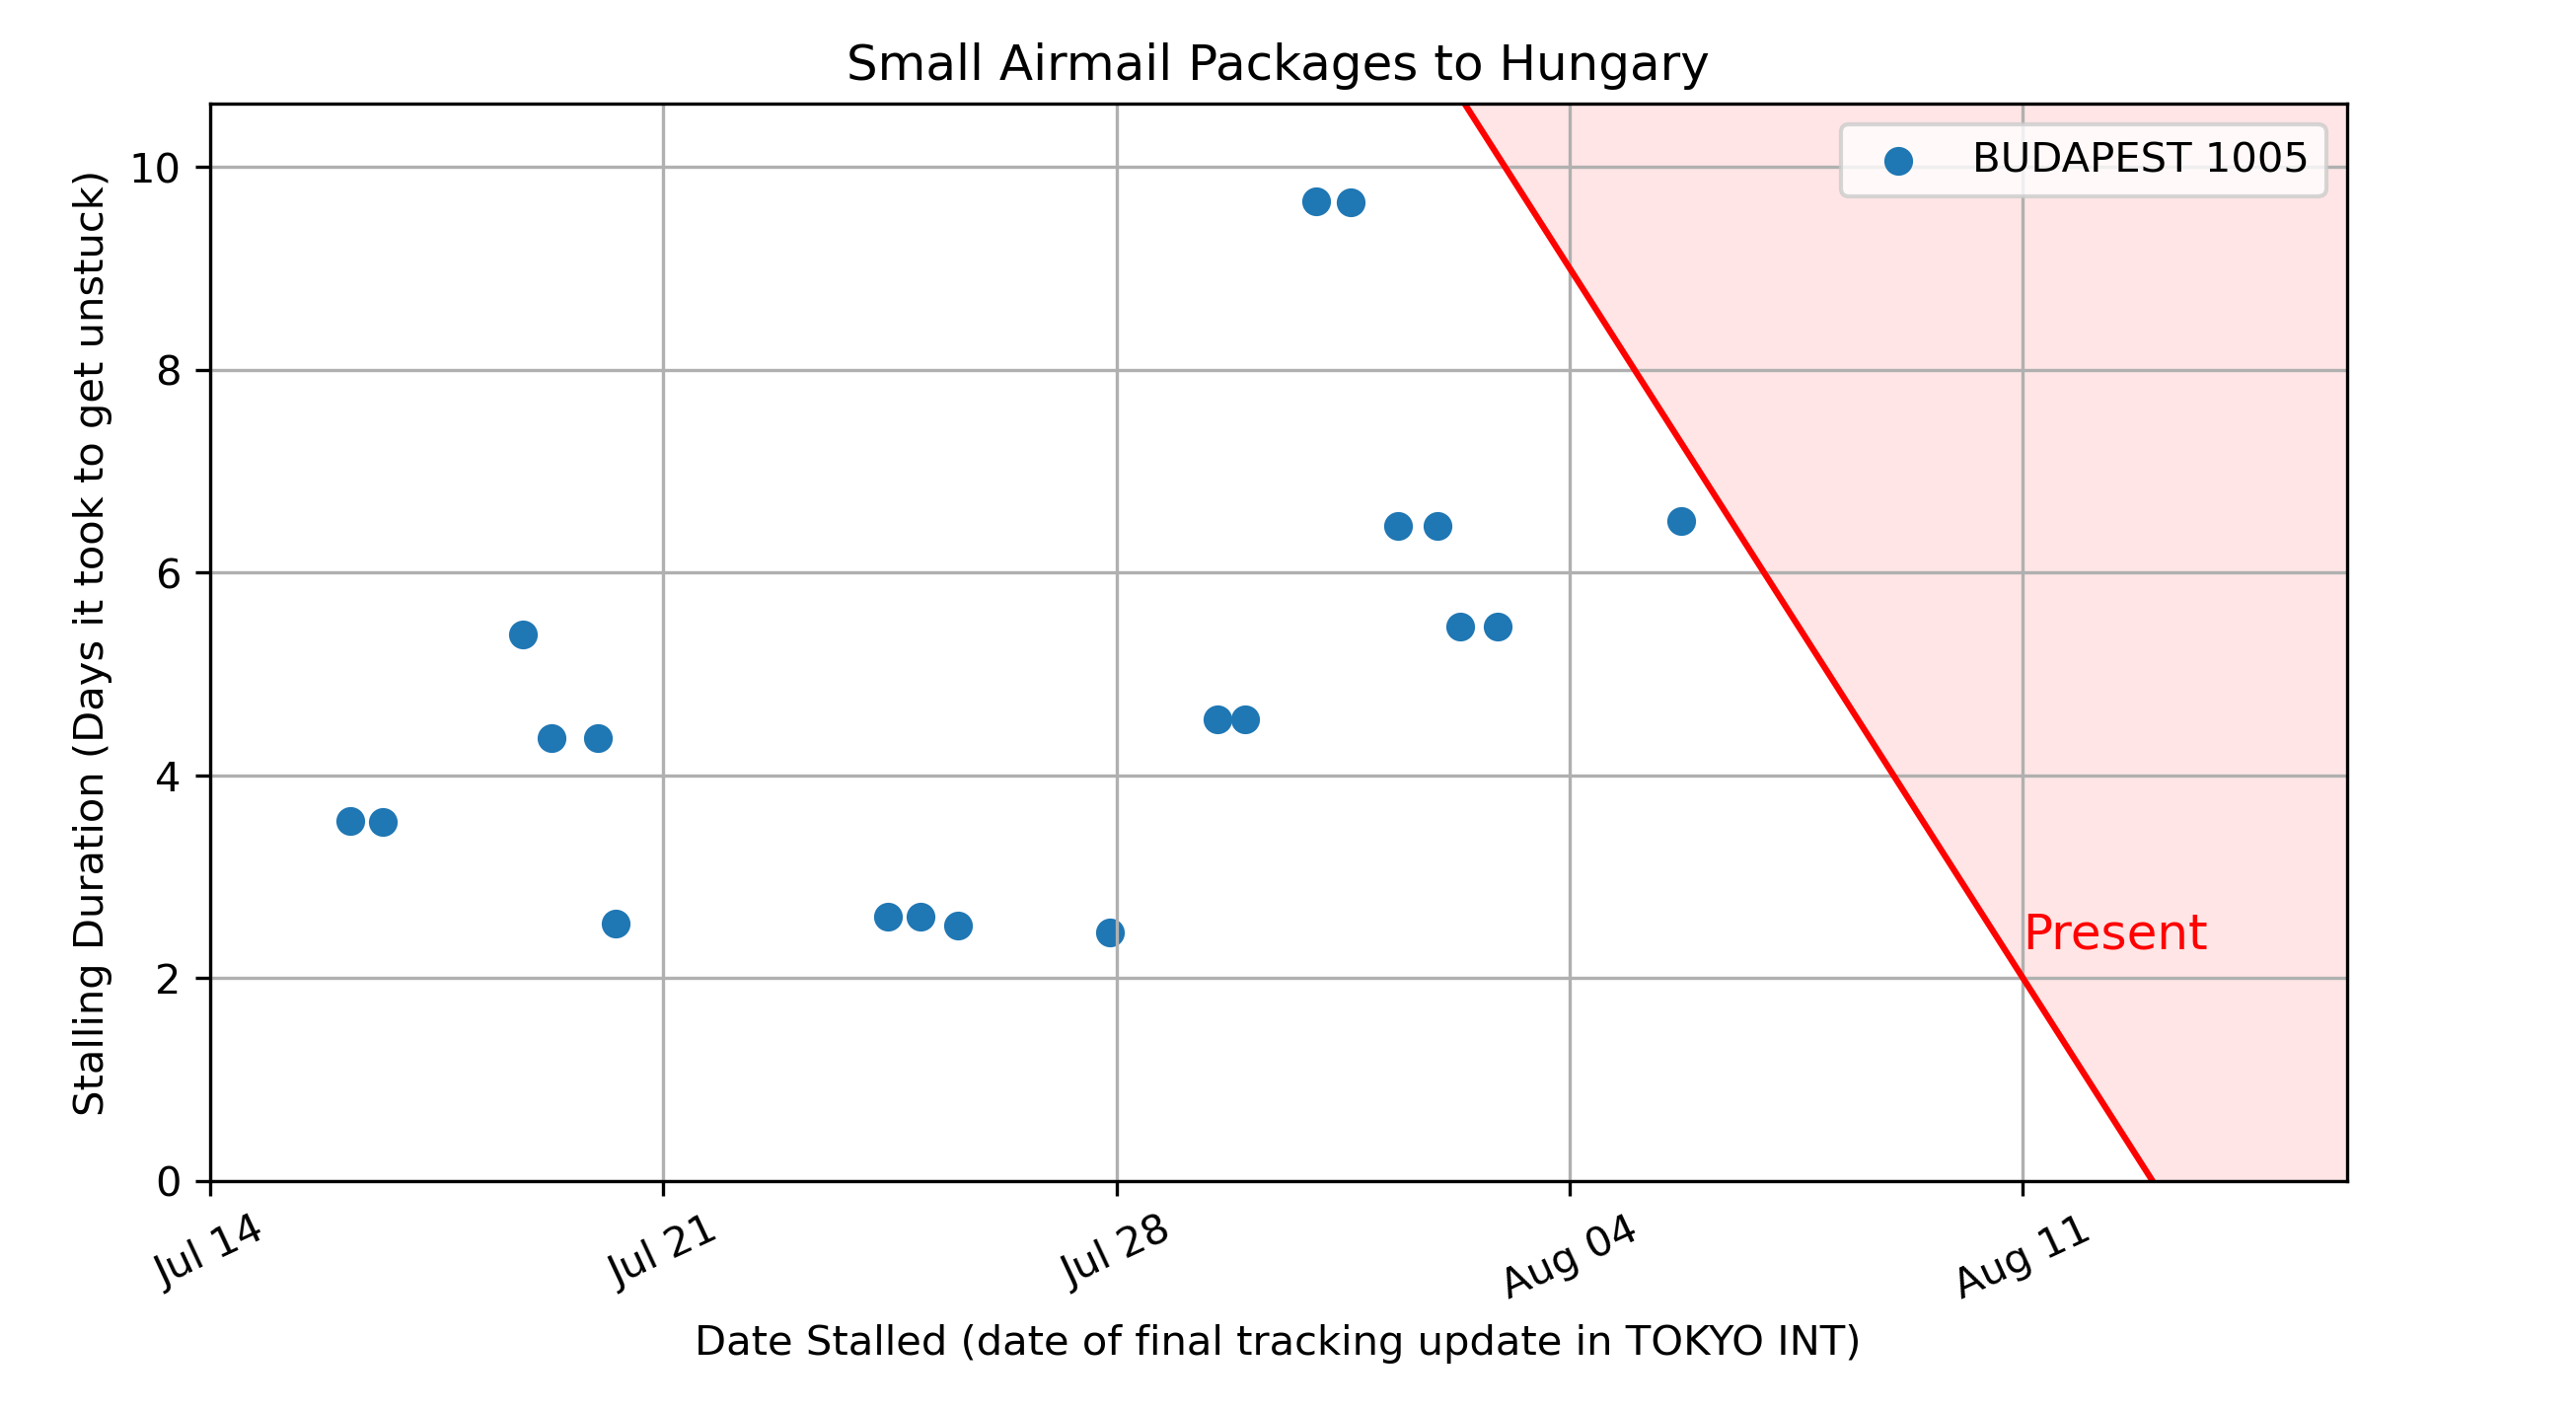 Small Airmail Packages to Hungary
BUDAPEST 1005
Stalling Duration (Days it took to get unstuck)
10
8
6
4
2
0
Present
Jul 14
Jul 21
Jul 28
Aug 04
Aug 11
Date Stalled (date of final tracking update in TOKYO INT)